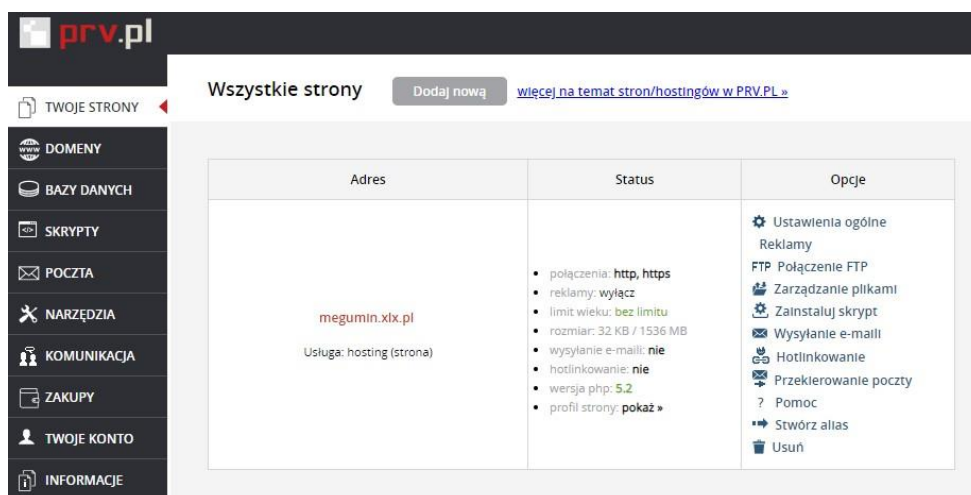 prv.pl
TWOJE STRONY
DOMENY
BAZY DANYCH
SKRYPTY
POCZTA
NARZĘDZIA
KOMUNIKACJA
ZAKUPY
TWOJE KONTO
INFORMACJE
Wszystkie strony
Dodaj nową
więcej na temat stron/hostingów w PRV.PL »
Adres
Status
Opcje
megumin.xlx.pl
Usługa: hosting (strona)
połączenia: http, https
reklamy: wyłącz
limit wieku: bez limitu
rozmiar: 32 KB / 1536 MB
wysyłanie e-maili: nie
hotlinkowanie: nie
wersja php: 5.2
profil strony: pokaż »
Ustawienia ogólne
Reklamy
FTP Połączenie FTP
Zarządzanie plikami
Zainstaluj skrypt
Wysyłanie e-maili
Hotlinkowanie
Przekierowanie poczty
? Pomoc
Stwórz alias
Usuń